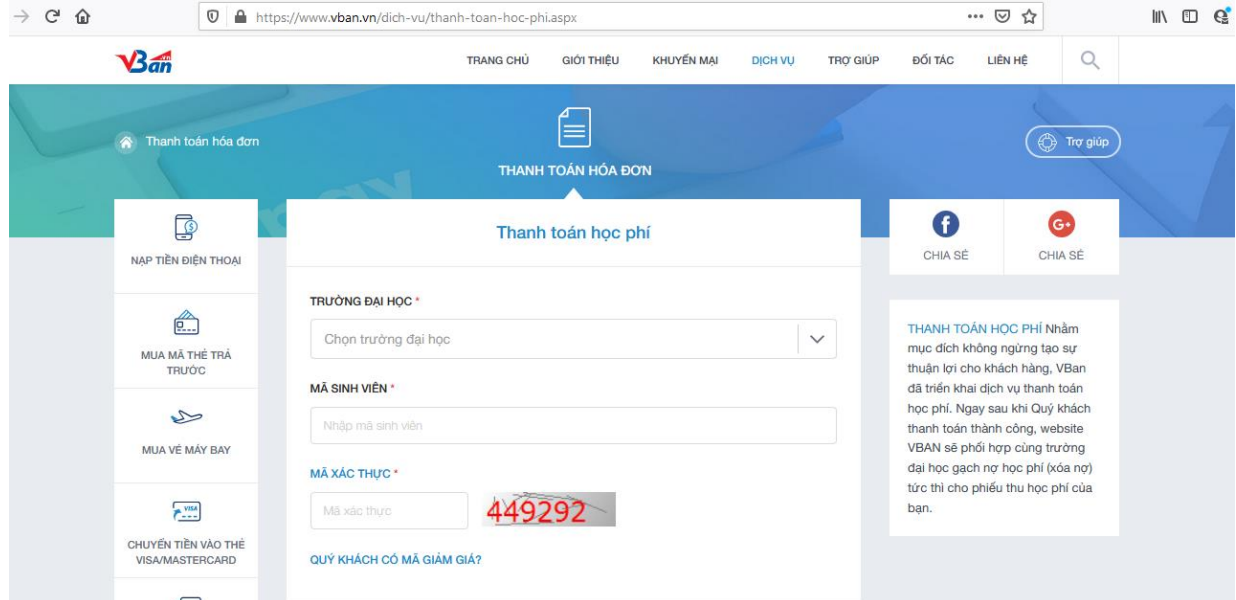 https://www.vban.vn/dich-vu/thanh-toan-hoc-phi.aspx
VBan.vn
TRANG CHỦ GIỚI THIỆU KHUYẾN MẠI DỊCH VỤ TRỢ GIÚP ĐỐI TÁC LIÊN HỆ
Thanh toán hóa đơn
THANH TOÁN HÓA ĐƠN
Trợ giúp
NẠP TIỀN ĐIỆN THOẠI
MUA MÃ THẺ TRẢ
TRƯỚC
MUA VÉ MÁY BAY
VISA
CHUYỂN TIỀN VÀO THẺ
VISA/MASTERCARD
Thanh toán học phí
TRƯỜNG ĐẠI HỌC *
Chọn trường đại học
MÃ SINH VIÊN *
Nhập mã sinh viên
MÃ XÁC THỰC *
Mã xác thực
449292
QUÝ KHÁCH CÓ MÃ GIẢM GIÁ?
f G+
CHIA SẺ CHIA SẺ
THANH TOÁN HỌC PHÍ Nhằm
mục đích không ngừng tạo sự
thuận lợi cho khách hàng, VBan
đã triển khai dịch vụ thanh toán
học phí. Ngay sau khi Quý khách
thanh toán thành công, website
VBAN sẽ phối hợp cùng trường
đại học gạch nợ học phí (xóa nợ)
tức thì cho phiếu thu học phí của
bạn.